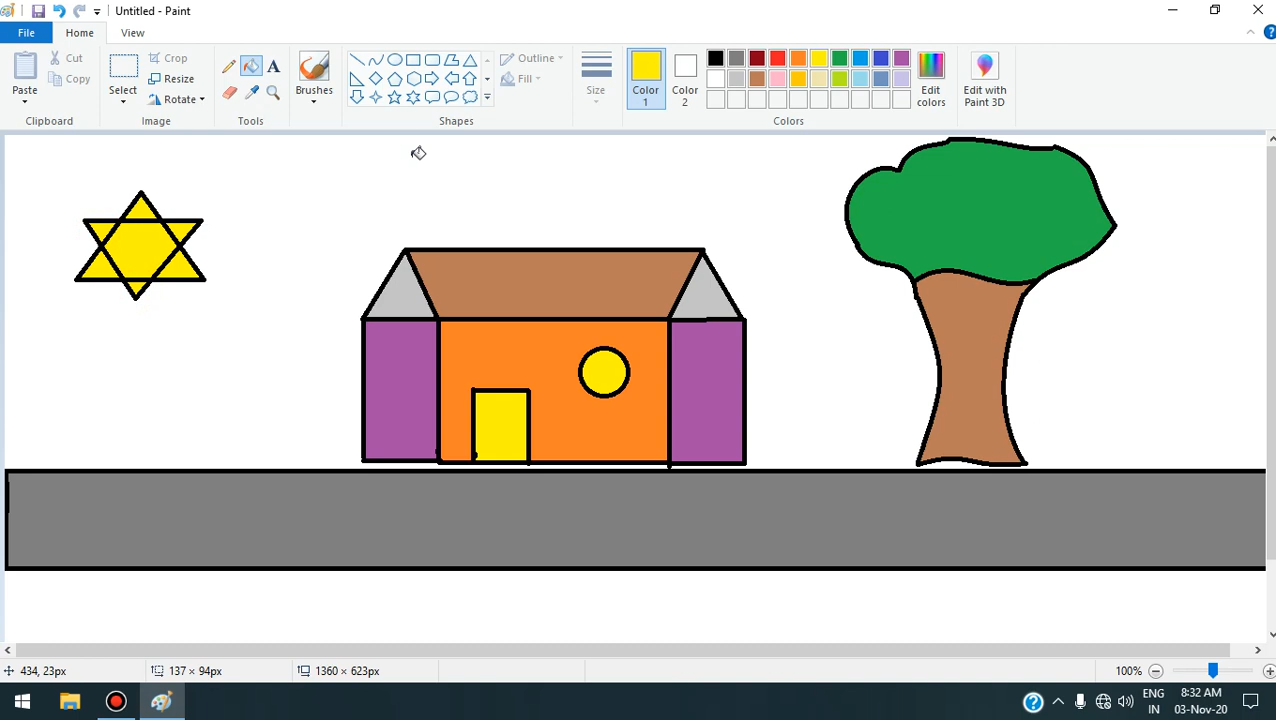 Untitled - Paint
File Home View
Paste
Cut
Copy
Clipboard
Select
Crop
Resize
Rotate
Image
A
Tools
Brushes
Outline
Fill
Shapes
Size
Color 1
Color 2
Edit colors
Colors
Edit with Paint 3D
434, 23px
137 × 94px
1360 × 623px
100%
ENG
IN
8:32 AM
03-Nov-20